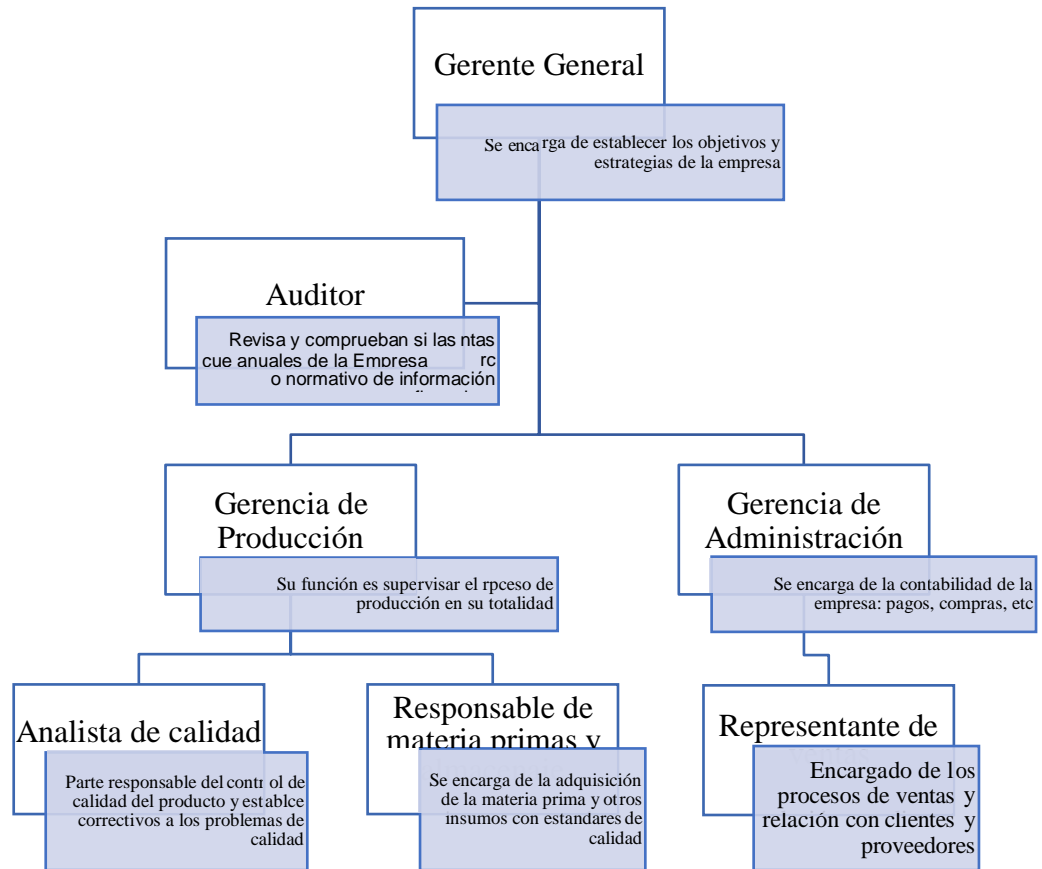 Gerente General
Se encarga de establecer los objetivos y
estrategias de la empresa
Auditor
Revisa y comprueban si las ntas
cue anuales de la Empresa rc
o normativo de información
Gerencia de
Producción
Su función es supervisar el rpceso de
producción en su totalidad
Gerencia de
Administración
Se encarga de la contabilidad de la
empresa: pagos, compras, etc
Analista de calidad
Parte responsable del control de
calidad del producto y establce
correctivos a los problemas de
calidad
Responsable de
materia primas y
Se encarga de la adquisición
de la materia prima y otros
insumos con estandares de
calidad
Representante de
Encargado de los
procesos de ventas y
relación con clientes y
proveedores